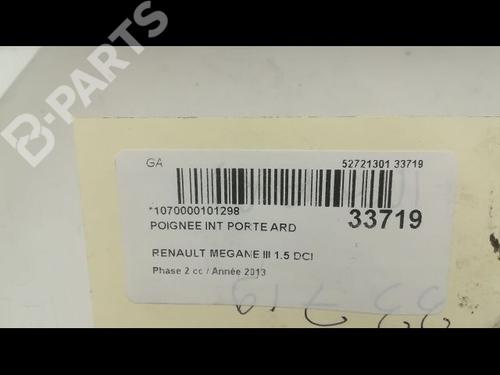 B-PARTS
GA 52721301 33719
*1070000101298
33719
POIGNEE INT PORTE ARD
RENAULT MEGANE III 1.5 DCI
Phase 2 cc / Année 2013
33719